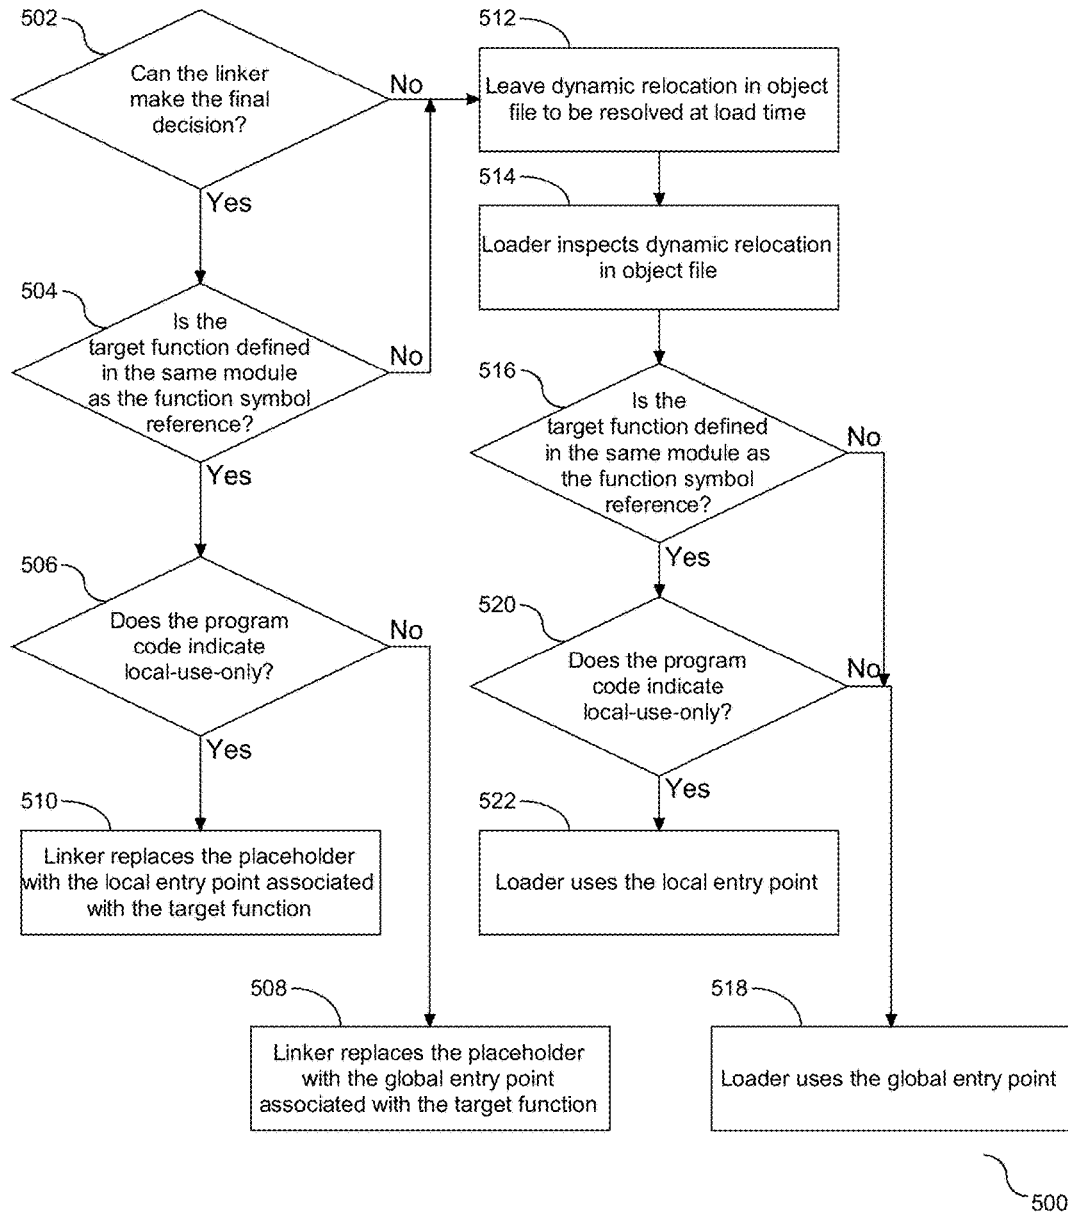 502
Can the linker
make the final
decision?
No
Yes
504
Is the
target function defined
in the same module
as the function symbol
reference?
No
Yes
506
Does the program
code indicate
local-use-only?
No
Yes
510
Linker replaces the placeholder
with the local entry point associated
with the target function
508
Linker replaces the placeholder
with the global entry point
associated with the target function
512
Leave dynamic relocation in object
file to be resolved at load time
514
Loader inspects dynamic relocation
in object file
516
Is the
target function defined
in the same module as
the function symbol
reference?
No
Yes
520
Does the program
code indicate
local-use-only?
No
Yes
522
Loader uses the local entry point
518
Loader uses the global entry point
500